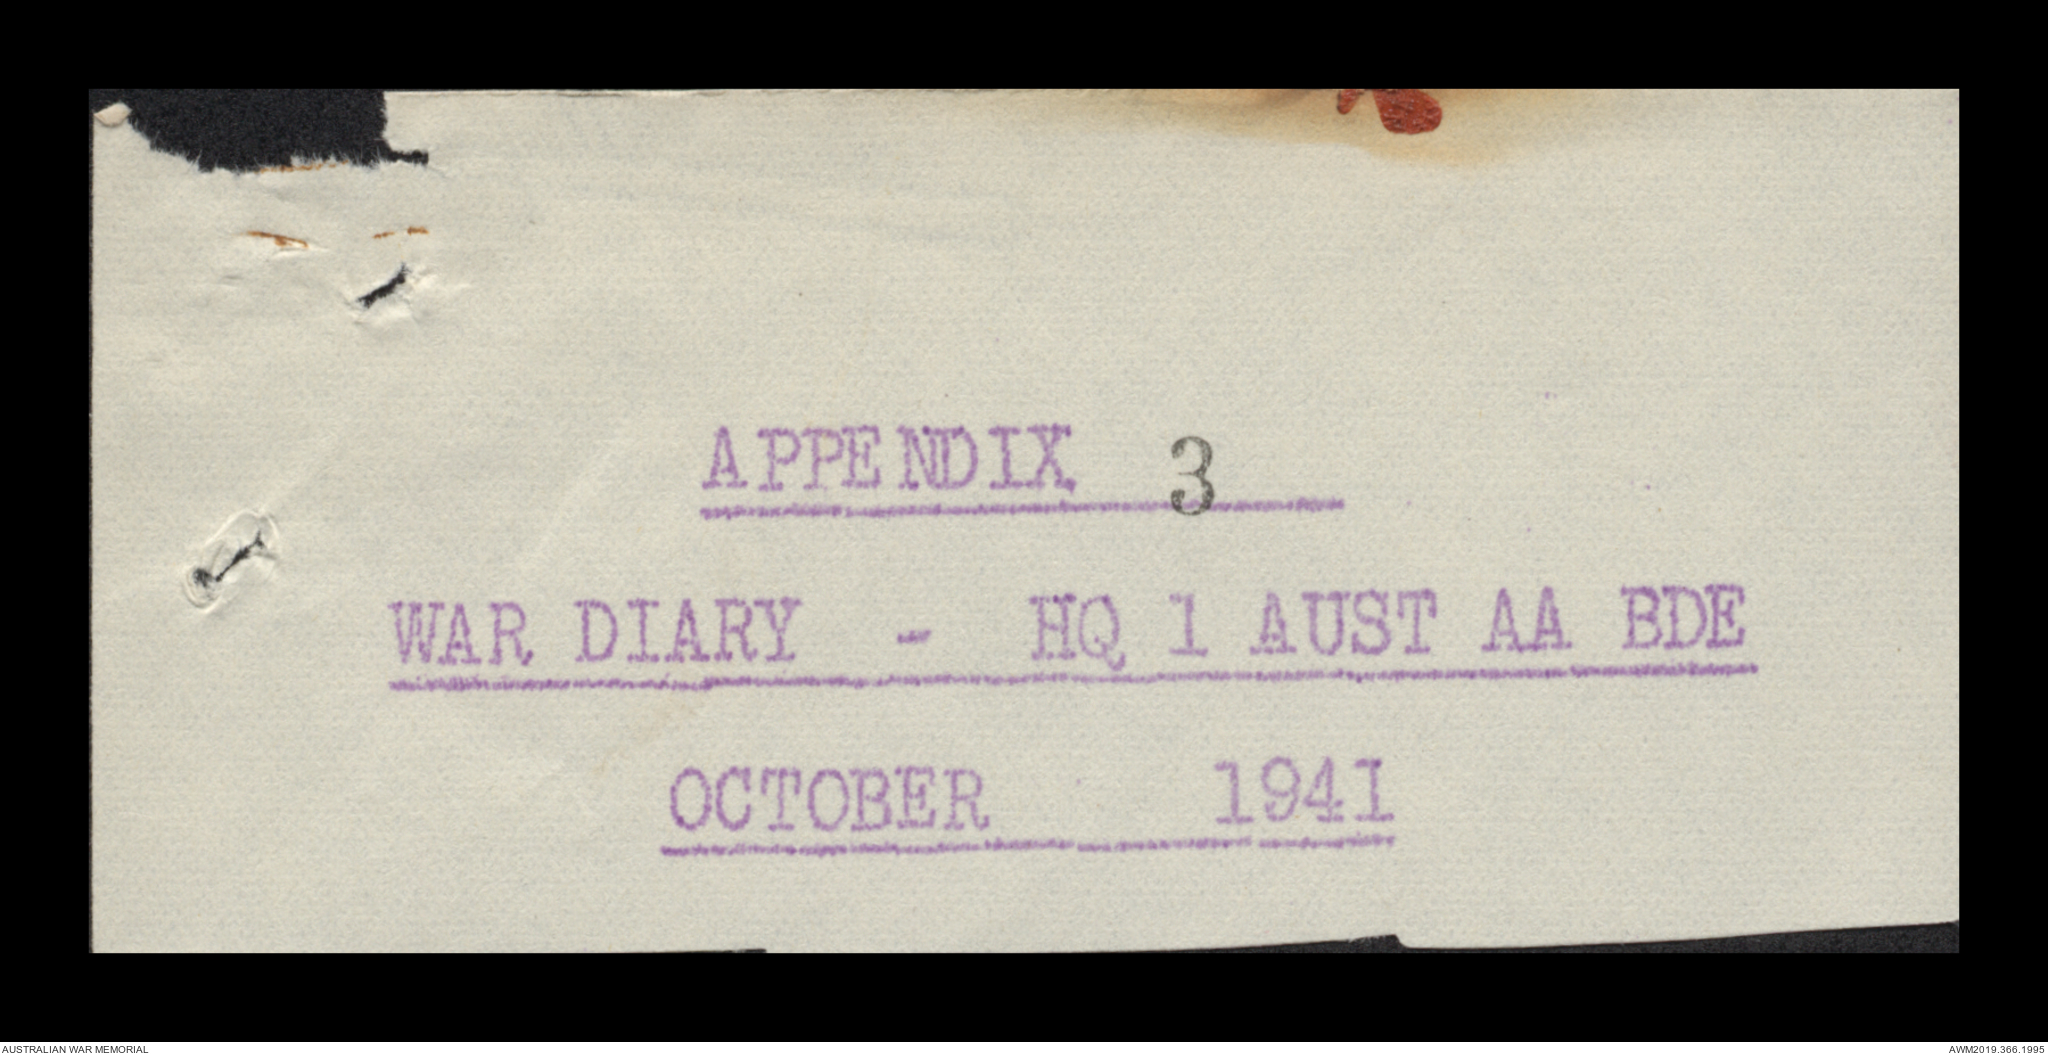 APPENDIX 3
WAR DIARY - HQ 1 AUST AA BDE
OCTOBER 1941
AUSTRALIAN WAR MEMORIAL AWM2019.366.1995